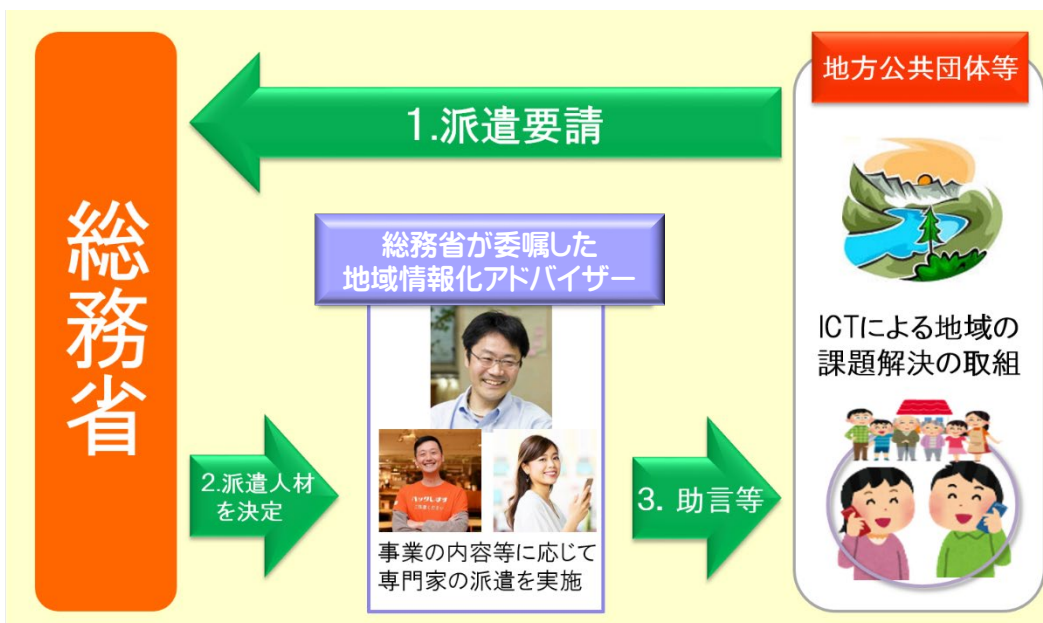 総務省
地方公共団体等
1.派遣要請
総務省が委嘱した
地域情報化アドバイザー
2.派遣人材
を決定
事業の内容等に応じて
専門家の派遣を実施
3. 助言等
ICTによる地域の
課題解決の取組